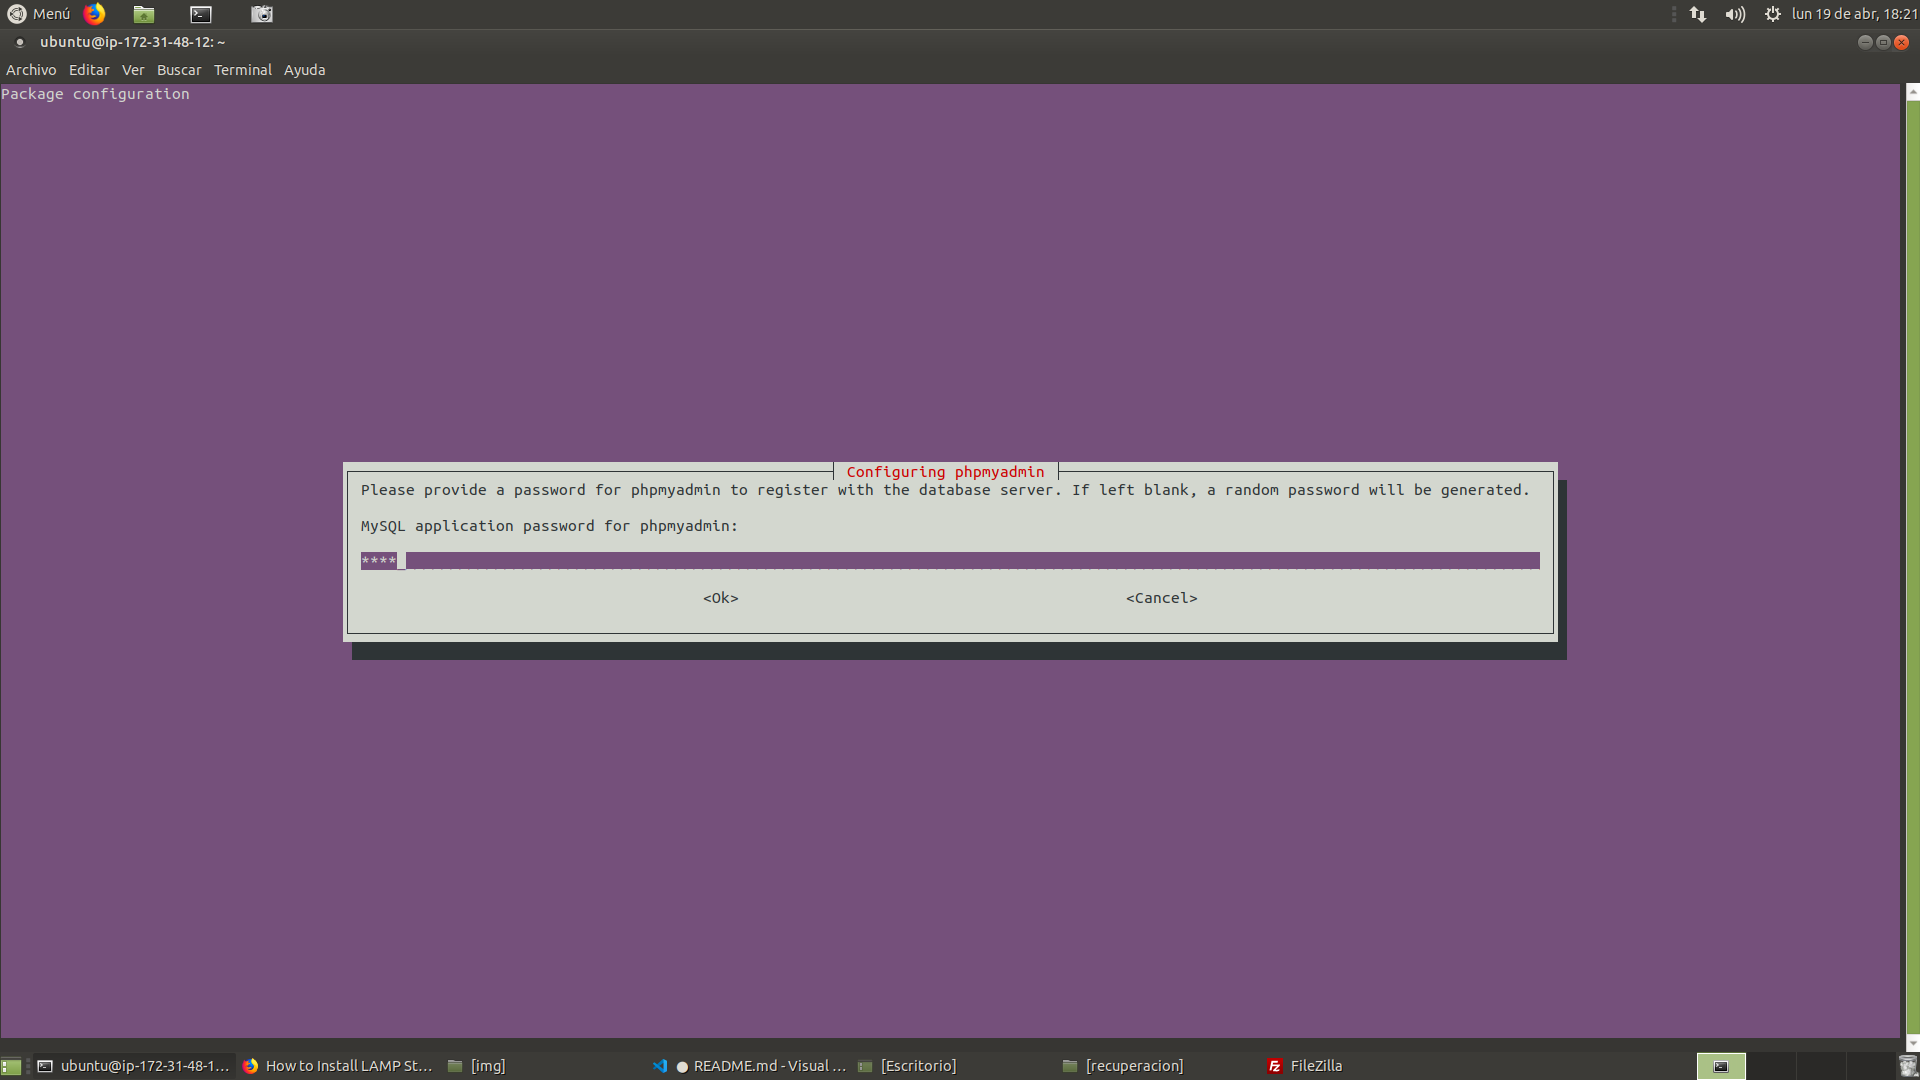 Menú
lun 19 de abr, 18:21
ubuntu@ip-172-31-48-12: ~
Archivo Editar Ver Buscar Terminal Ayuda
Package configuration
Configuring phpmyadmin
Please provide a password for phpmyadmin to register with the database server. If left blank, a random password will be generated.
MySQL application password for phpmyadmin:
****
<Ok> <Cancel>
ubuntu@ip-172-31-48-1... How to Install LAMP St... [img] ● README.md - Visual ... [Escritorio] [recuperacion] FileZilla